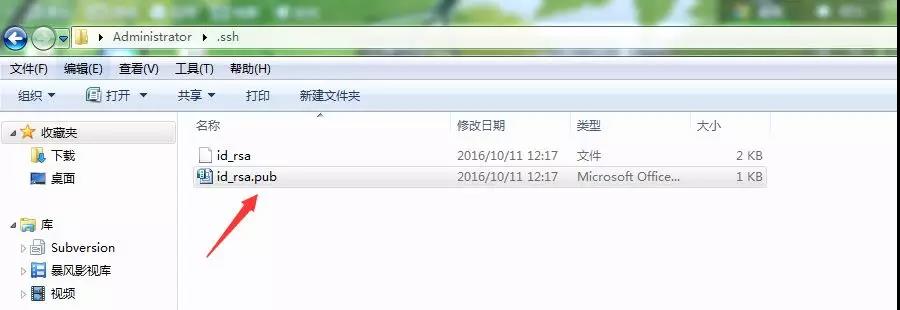 Administrator .ssh
文件(F) 编辑(E) 查看(V) 工具(T) 帮助(H)
组织 打开 共享 打印 新建文件夹
名称 修改日期 类型 大小
收藏夹
下载
桌面
库
Subversion
暴风影视库
视频
id_rsa 2016/10/11 12:17 文件 2 KB
id_rsa.pub 2016/10/11 12:17 Microsoft Office... 1 KB